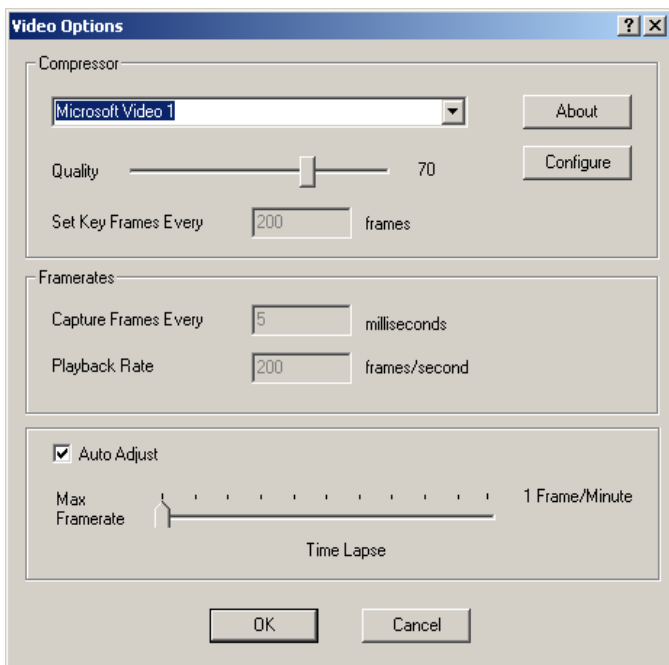 Video Options
Compressor
Microsoft Video 1
About
Quality 70
Configure
Set Key Frames Every 200 frames
Framerates
Capture Frames Every 5 milliseconds
Playback Rate 200 frames/second
Auto Adjust
Max Framerate
1 Frame/Minute
Time Lapse
OK Cancel